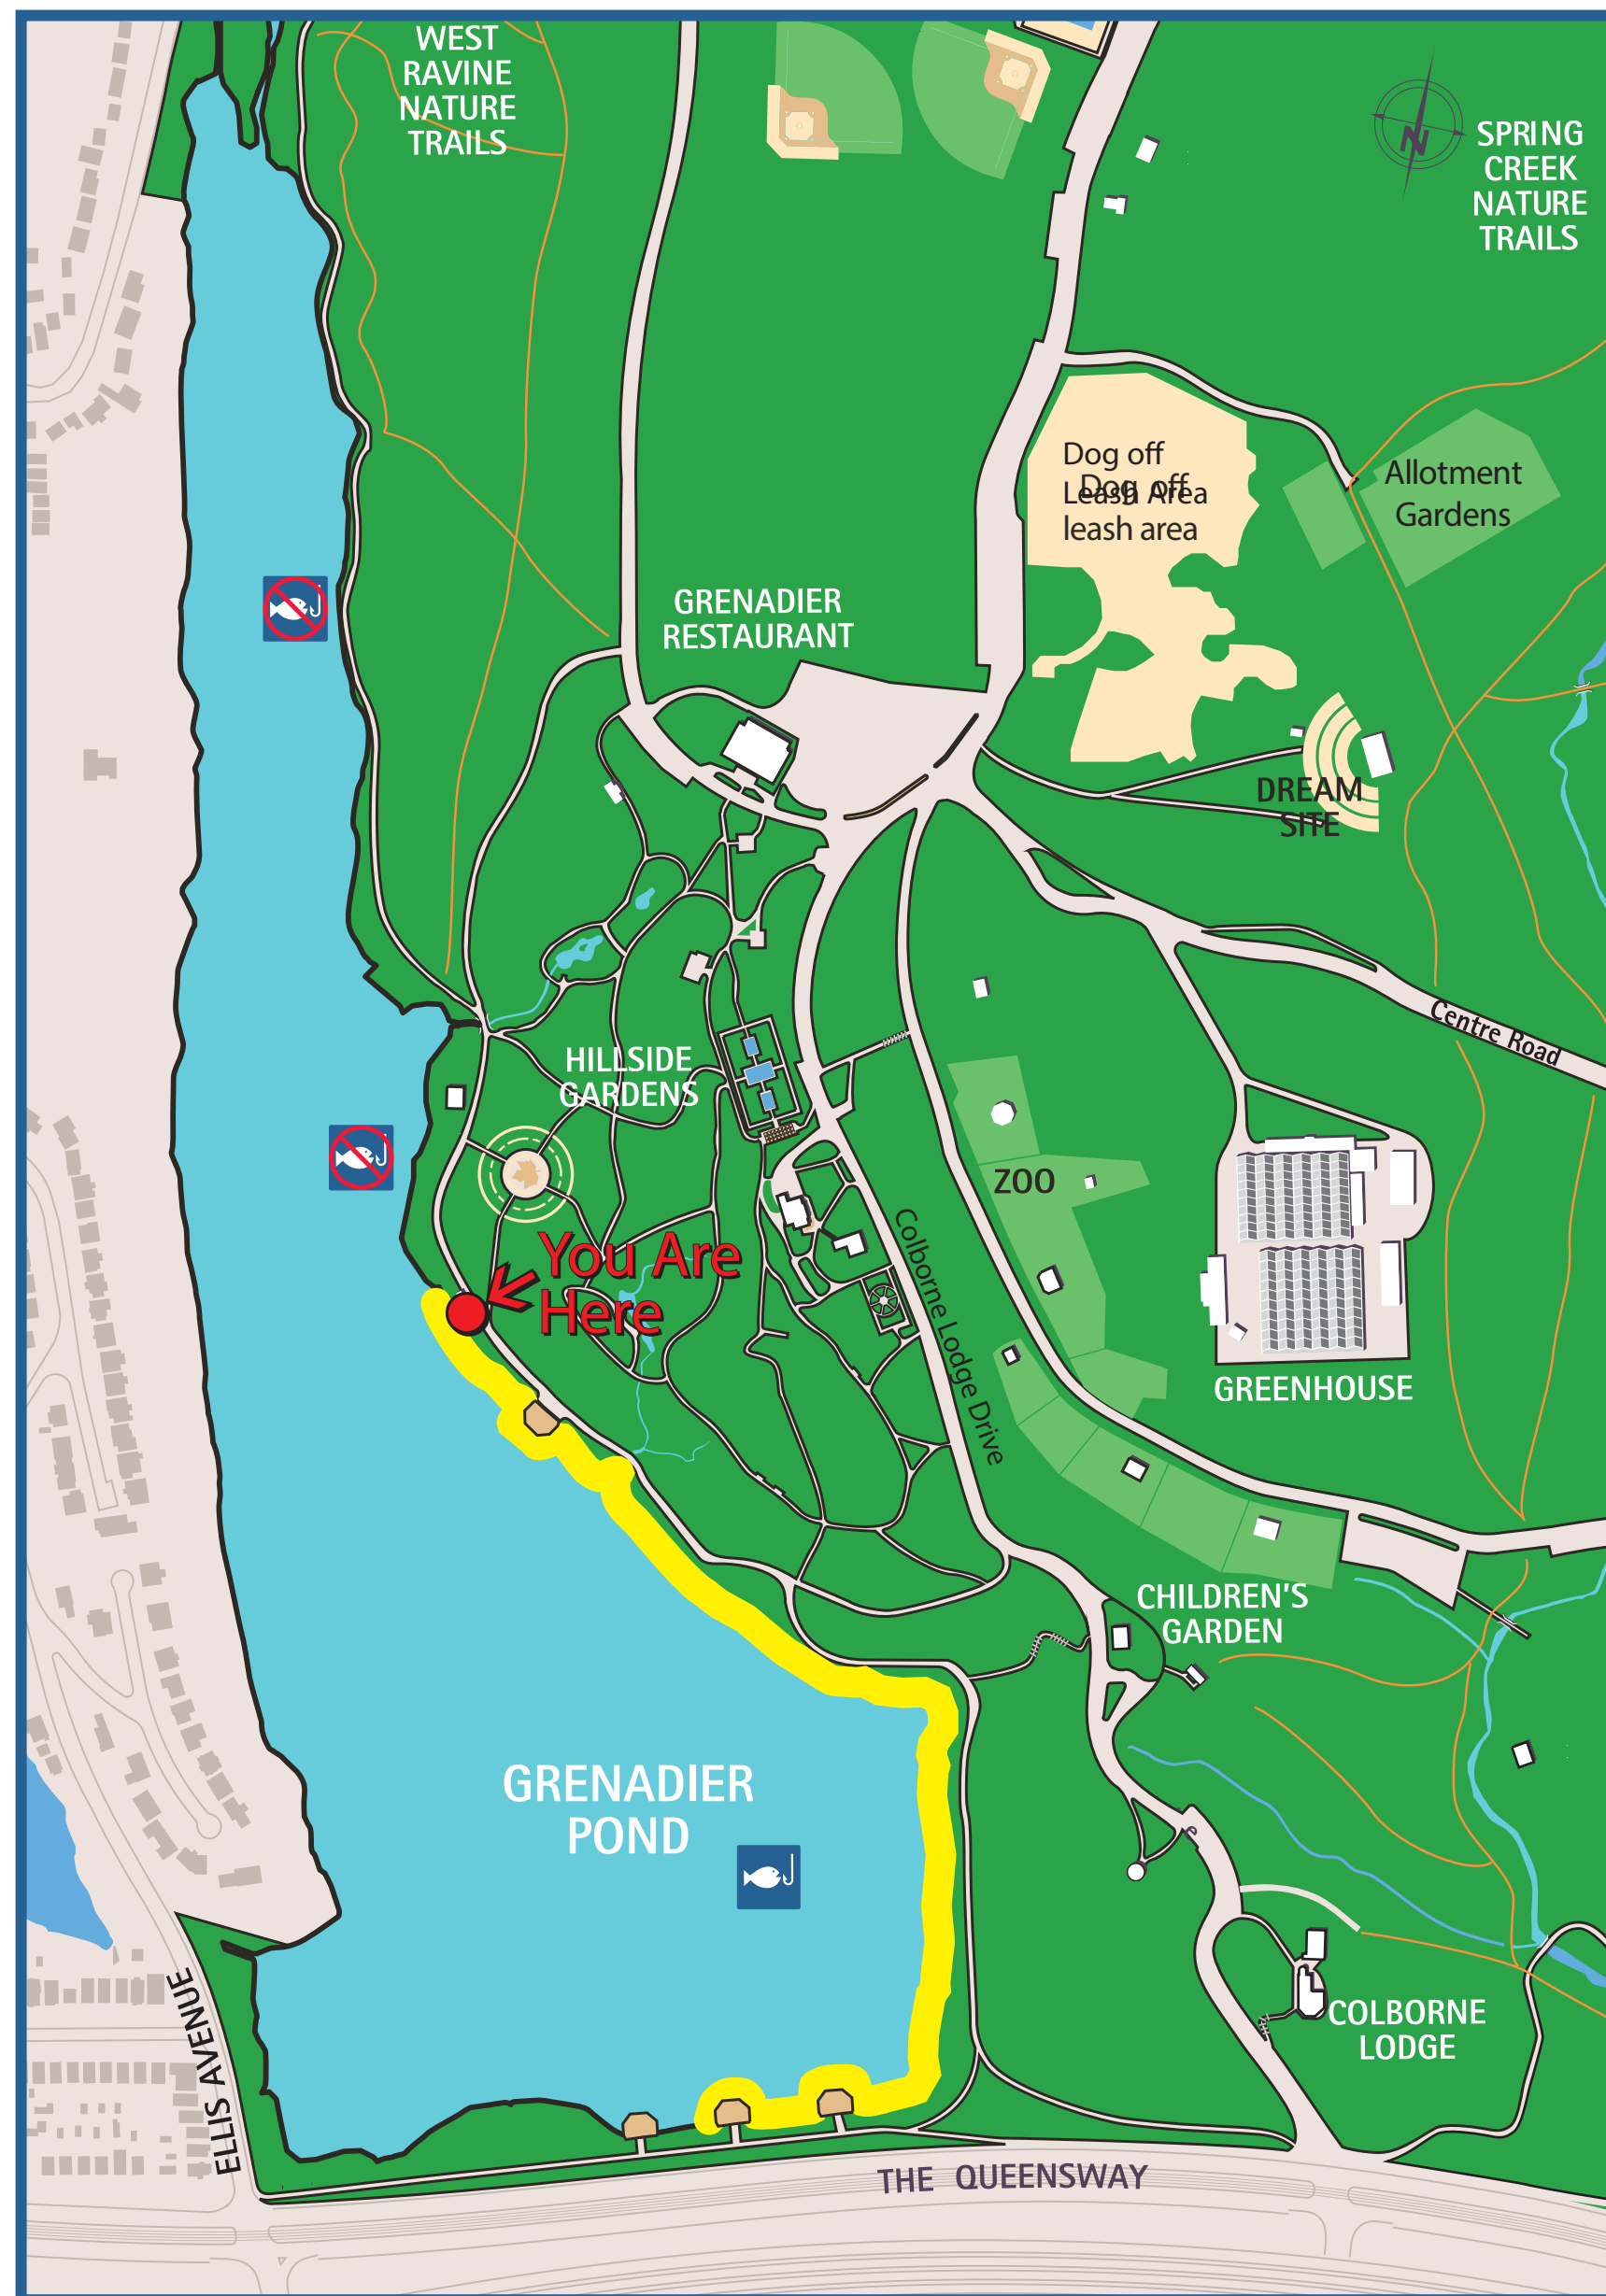 WEST
RAVINE
NATURE
TRAILS
N
SPRING
CREEK
NATURE
TRAILS
Dog off
Leash Area
Dog off
leash area
Allotment
Gardens
GRENADIER
RESTAURANT
DREAM
SITE
Centre Road
HILLSIDE
GARDENS
ZOO
Colborne Lodge Drive
You Are
Here
GREENHOUSE
CHILDREN'S
GARDEN
GRENADIER
POND
COLBORNE
LODGE
ELLIS AVENUE
THE QUEENSWAY